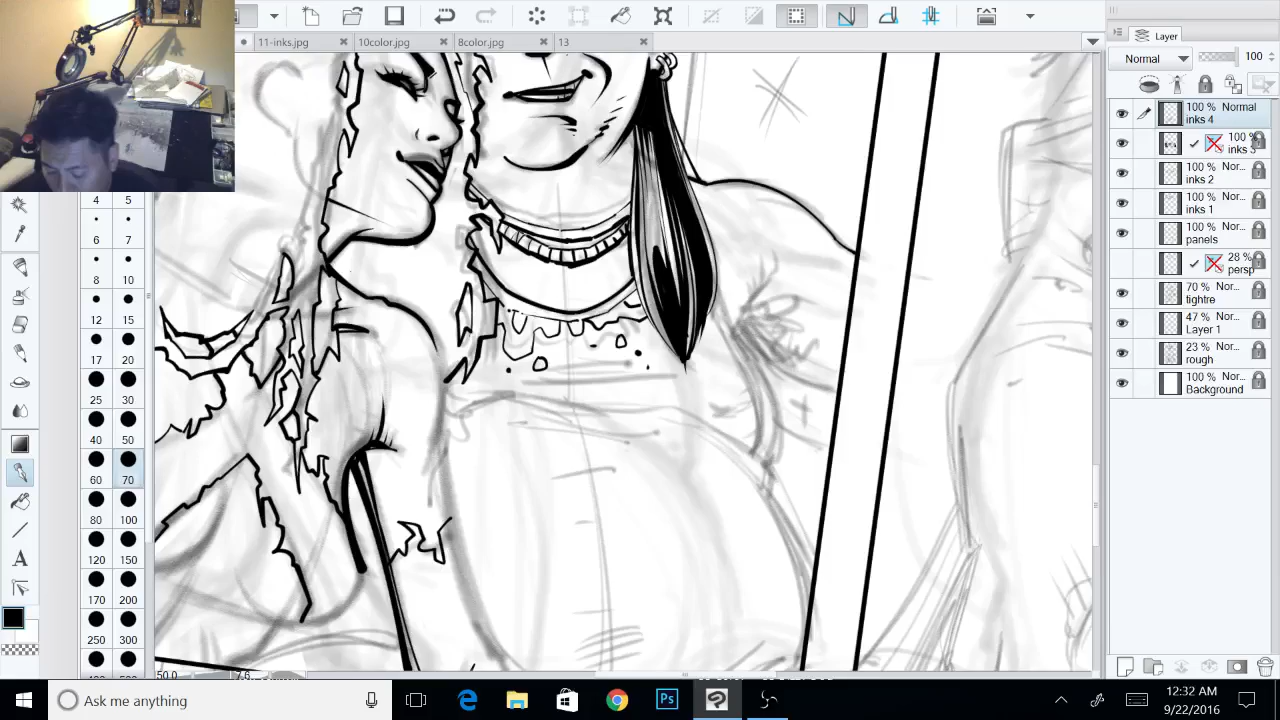 11-inks.jpg
10color.jpg
8color.jpg
13
Layer
Normal
100
100 % Normal
inks 4
100 %
inks 3
100 % Nor...
inks 2
100 % Nor...
inks 1
100 % Nor...
panels
28 %
persp
70 % Nor...
tightre
47 % Nor...
Layer 1
23 % Nor...
rough
100 % Nor...
Background
4 5
6 7
8 10
12 15
17 20
25 30
40 50
60 70
80 100
120 150
170 200
250 300
50.0
7.6
Ask me anything
2:32 AM
9/22/2016